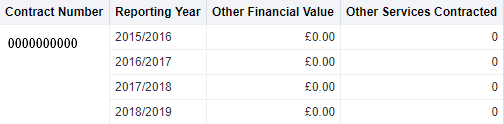 Contract Number Reporting Year Other Financial Value Other Services Contracted
0000000000 2015/2016 £0.00 0
2016/2017 £0.00 0
2017/2018 £0.00 0
2018/2019 £0.00 0